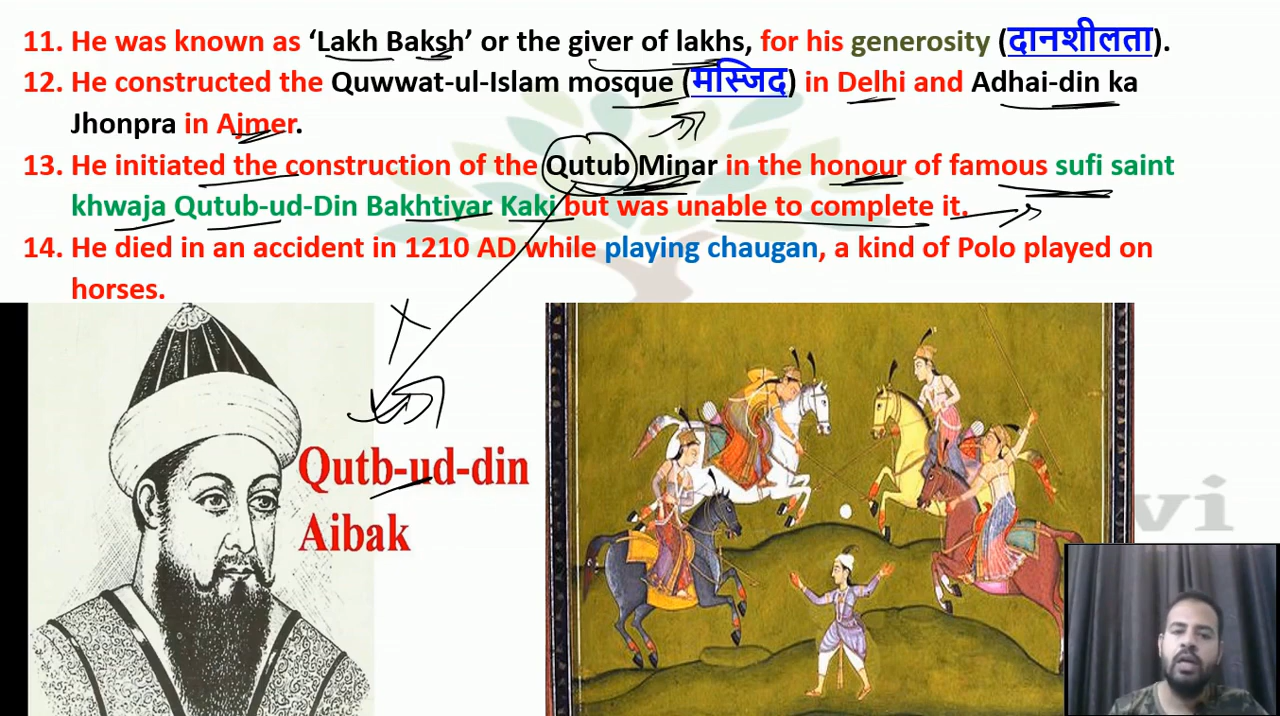 11. He was known as ‘Lakh Baksh’ or the giver of lakhs, for his generosity (दानशीलता).
12. He constructed the Quwwat-ul-Islam mosque (मस्जिद) in Delhi and Adhai-din ka
Jhonpra in Ajmer.
13. He initiated the construction of the Qutub Minar in the honour of famous sufi saint
khwaja Qutub-ud-Din Bakhtiyar Kaki but was unable to complete it.
14. He died in an accident in 1210 AD while playing chaugan, a kind of Polo played on
horses.
Qutb-ud-din
Aibak